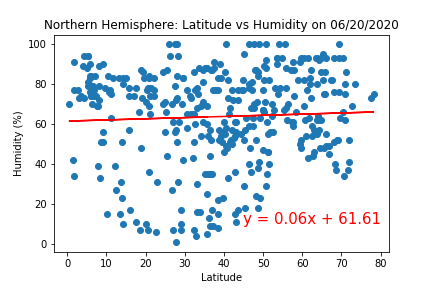 Northern Hemisphere: Latitude vs Humidity on 06/20/2020
Humidity (%)
100
80
60
40
20
0
y = 0.06x + 61.61
0 10 20 30 40 50 60 70 80
Latitude